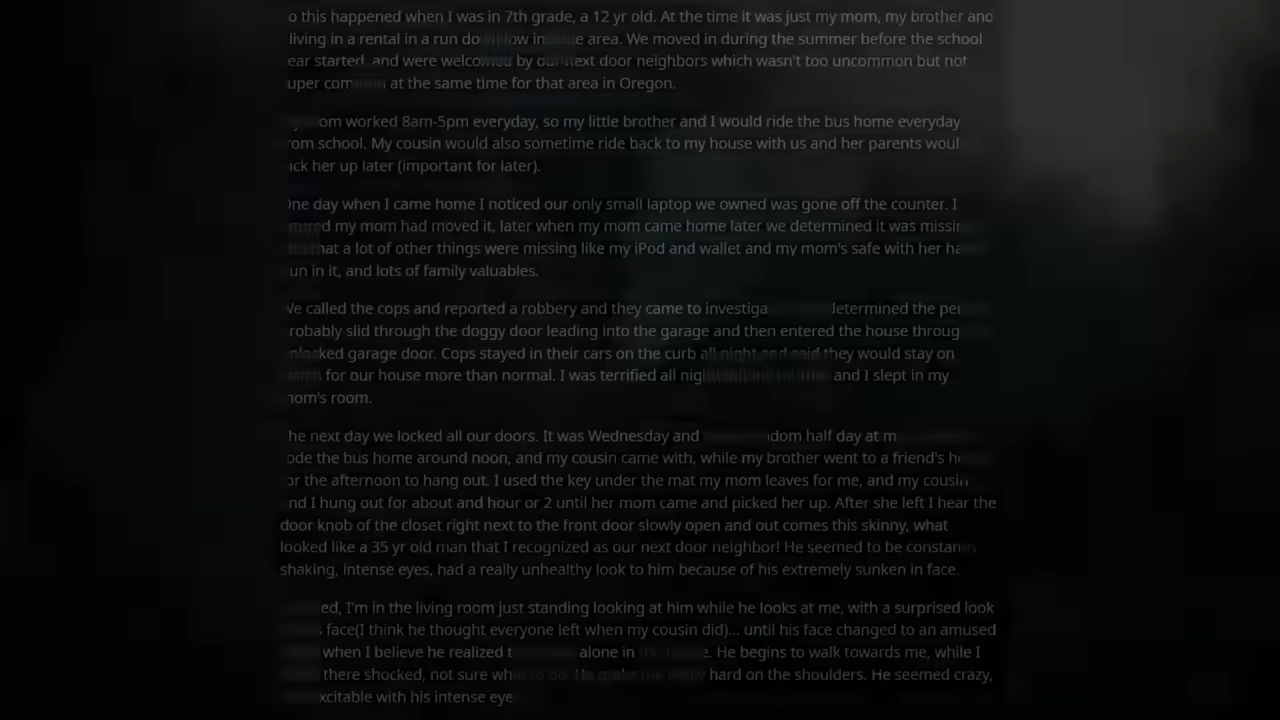 o this happened when I was in 7th grade, a 12 yr old. At the time it was just my mom, my brother and
living in a rental in a run do area. We moved in during the summer before the school
ear started, and were welcomed by our next door neighbors which wasn't too uncommon but not
uper com at the same time for that area in Oregon.
om worked 8am-5pm everyday, so my little brother and I would ride the bus home everyday
rom school. My cousin would also sometime ride back to my house with us and her parents woul
ick her up later (important for later).
One day when I came home I noticed our only small laptop we owned was gone off the counter. I
my mom had moved it, later when my mom came home later we determined it was missin
hat a lot of other things were missing like my iPod and wallet and my mom's safe with her ha
un in it, and lots of family valuables.
We called the cops and reported a robbery and they came to investiga determined the per
robably slid through the doggy door leading into the garage and then entered the house throug
nlocked garage door. Cops stayed in their cars on the curb all night and said they would stay on
for our house more than normal. I was terrified all nig and I slept in my
mom's room.
he next day we locked all our doors. It was Wednesday and dom half day at m
ode the bus home around noon, and my cousin came with, while my brother went to a friend's h
or the afternoon to hang out. I used the key under the mat my mom leaves for me, and my cousin
nd I hung out for about and hour or 2 until her mom came and picked her up. After she left I hear the
door knob of the closet right next to the front door slowly open and out comes this skinny, what
looked like a 35 yr old man that I recognized as our next door neighbor! He seemed to be constan
shaking, intense eyes, had a really unhealthy look to him because of his extremely sunken in face.
ed, I'm in the living room just standing looking at him while he looks at me, with a surprised look
face(I think he thought everyone left when my cousin did)... until his face changed to an amused
when I believe he realized t alone in e. He begins to walk towards me, while I
there shocked, not sure wh hard on the shoulders. He seemed crazy,
xcitable with his intense eye